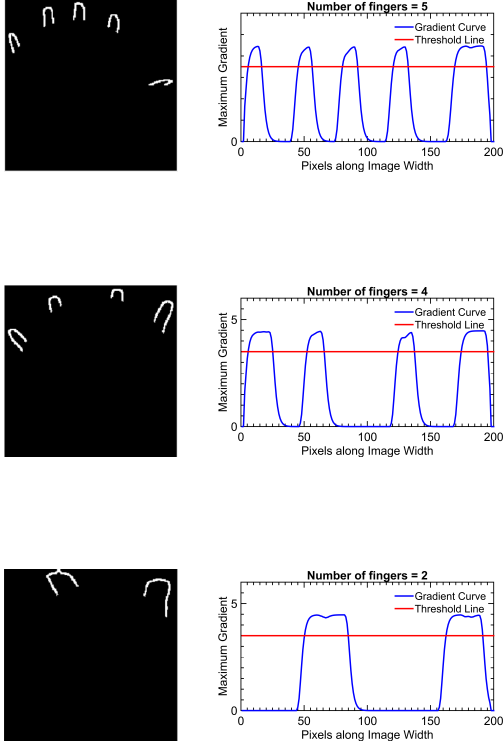 Number of fingers = 5
Gradient Curve
Threshold Line
Maximum Gradient
0
0 50 100 150 200
Pixels along Image Width
Number of fingers = 4
Gradient Curve
Threshold Line
Maximum Gradient
5
0
0 50 100 150 200
Pixels along Image Width
Number of fingers = 2
Gradient Curve
Threshold Line
Maximum Gradient
5
0
0 50 100 150 200
Pixels along Image Width